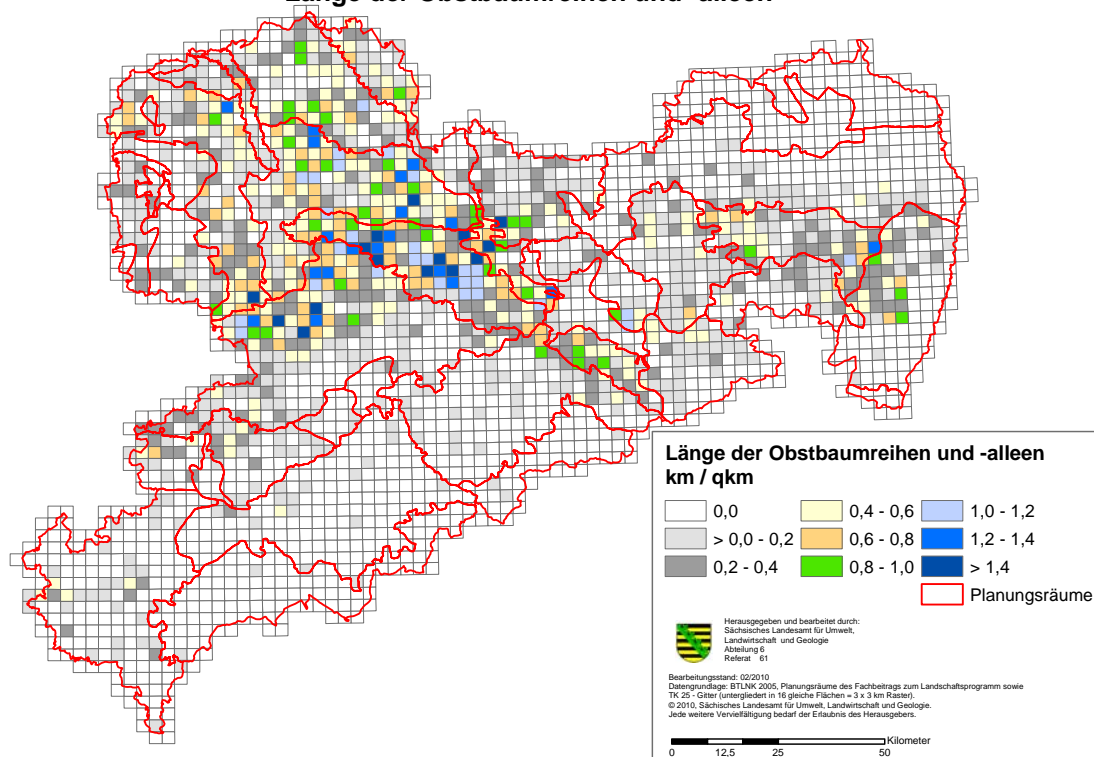 Länge der Obstbaumreihen und -alleen
Länge der Obstbaumreihen und -alleen
km / qkm
0,0
0,4 - 0,6
1,0 - 1,2
> 0,0 - 0,2
0,6 - 0,8
1,2 - 1,4
0,2 - 0,4
0,8 - 1,0
> 1,4
Planungsräume
Herausgegeben und bearbeitet durch:
Sächsisches Landesamt für Umwelt,
Landwirtschaft und Geologie
Abteilung 6
Referat 61
Bearbeitungsstand: 02/2010
Datengrundlage: BTLNK 2005, Planungsräume des Fachbeitrags zum Landschaftsprogramm sowie
TK 25 - Gitter (untergliedert in 16 gleiche Flächen = 3 x 3 km Raster).
© 2010, Sächsisches Landesamt für Umwelt, Landwirtschaft und Geologie.
Jede weitere Vervielfältigung bedarf der Erlaubnis des Herausgebers.
Kilometer
0 12,5 25 50